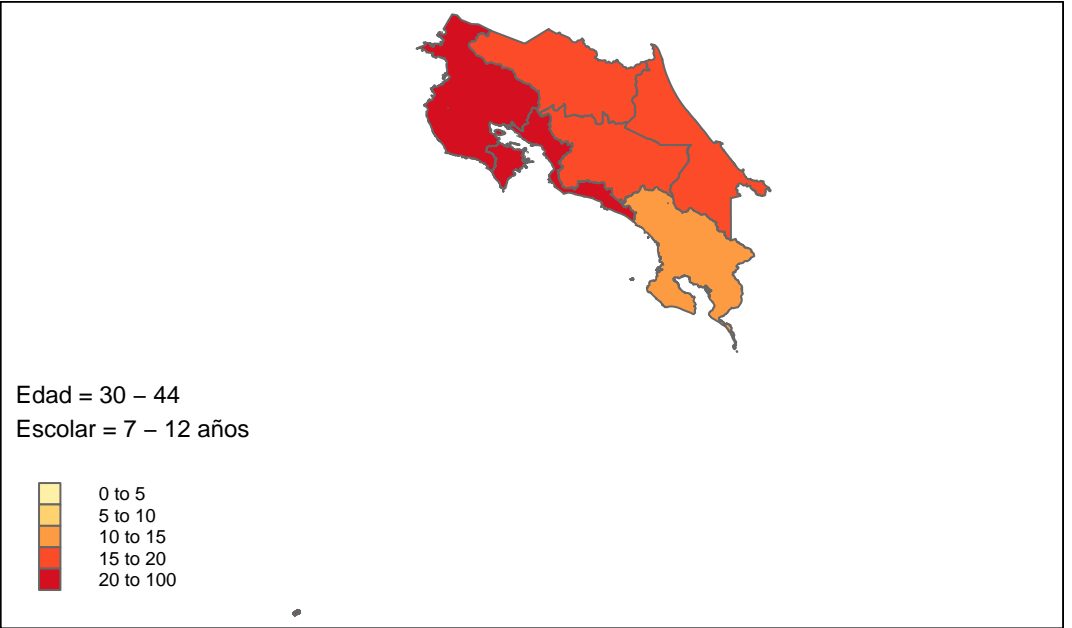 Edad = 30 – 44
Escolar = 7 – 12 años
0 to 5
5 to 10
10 to 15
15 to 20
20 to 100